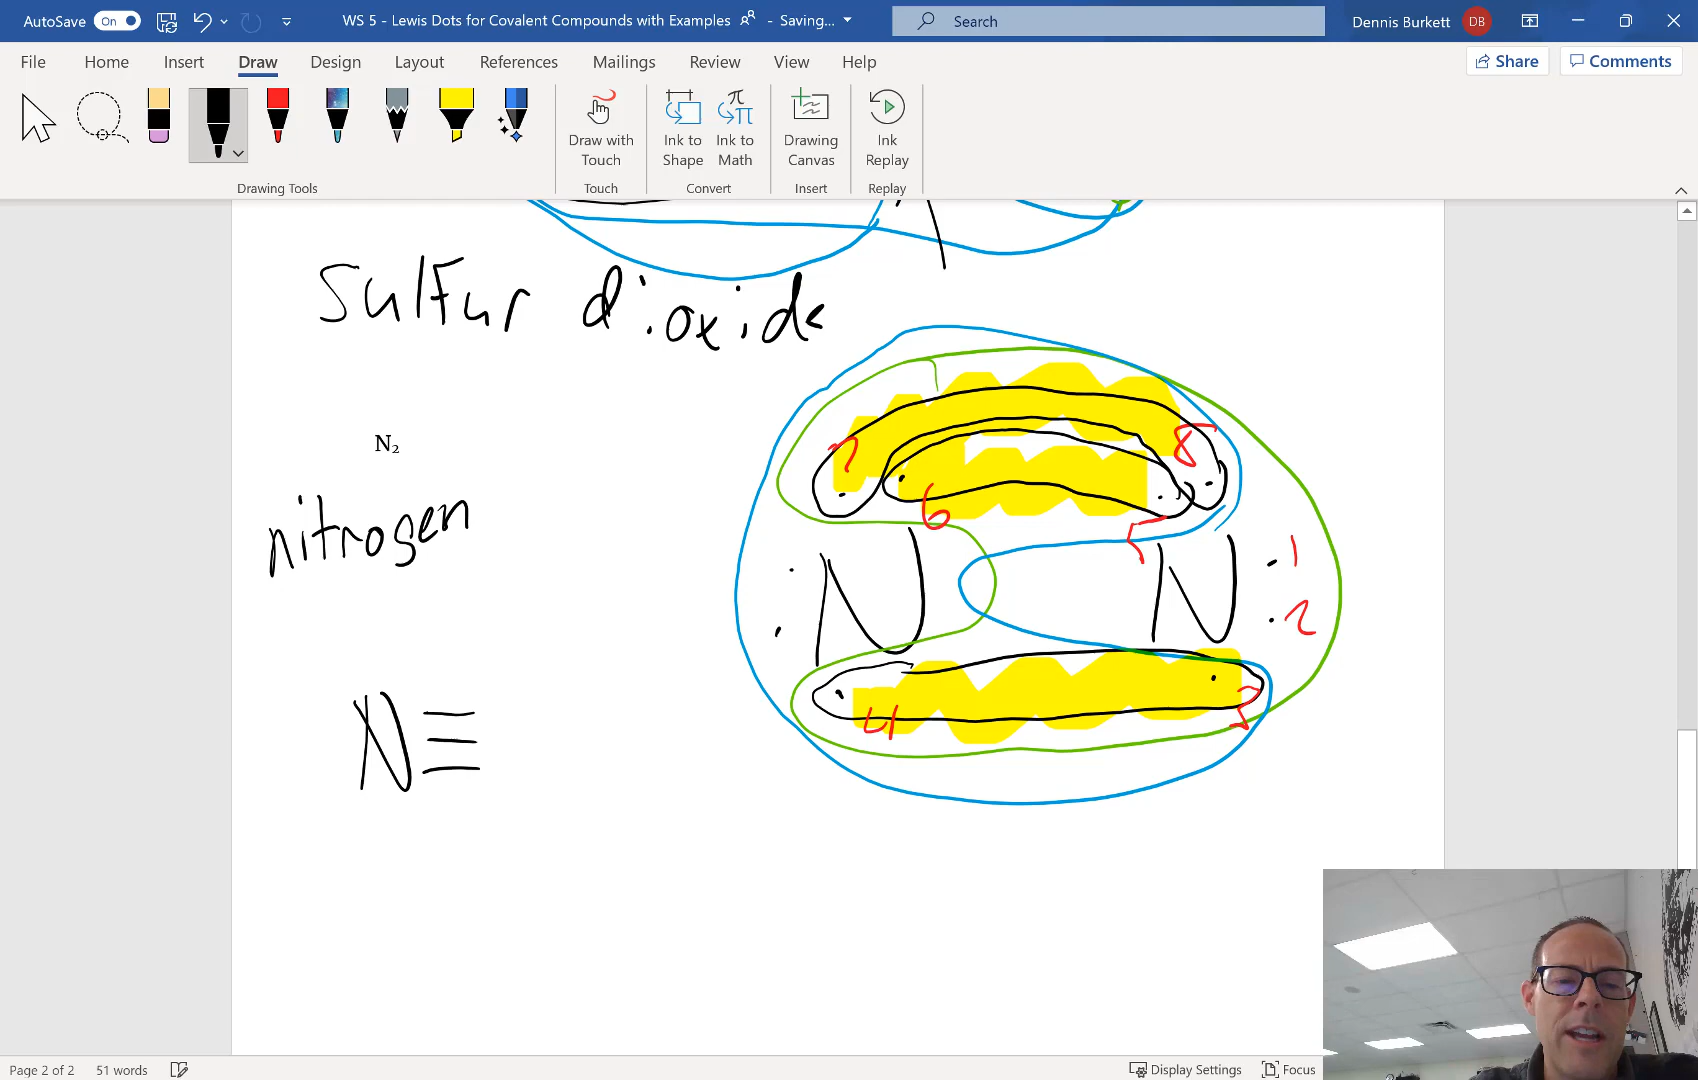 AutoSave On WS 5 - Lewis Dots for Covalent Compounds with Examples - Saving... Search Dennis Burkett DB
File Home Insert Draw Design Layout References Mailings Review View Help Share Comments
Draw with Touch
Ink to Shape
Ink to Math
Drawing Canvas
Ink Replay
Drawing Tools Touch Convert Insert Replay
Sulfur dioxide
N₂
nitrogen
7 8
6 5
N N 1
2
4 3
N≡
Page 2 of 2 51 words Display Settings Focus